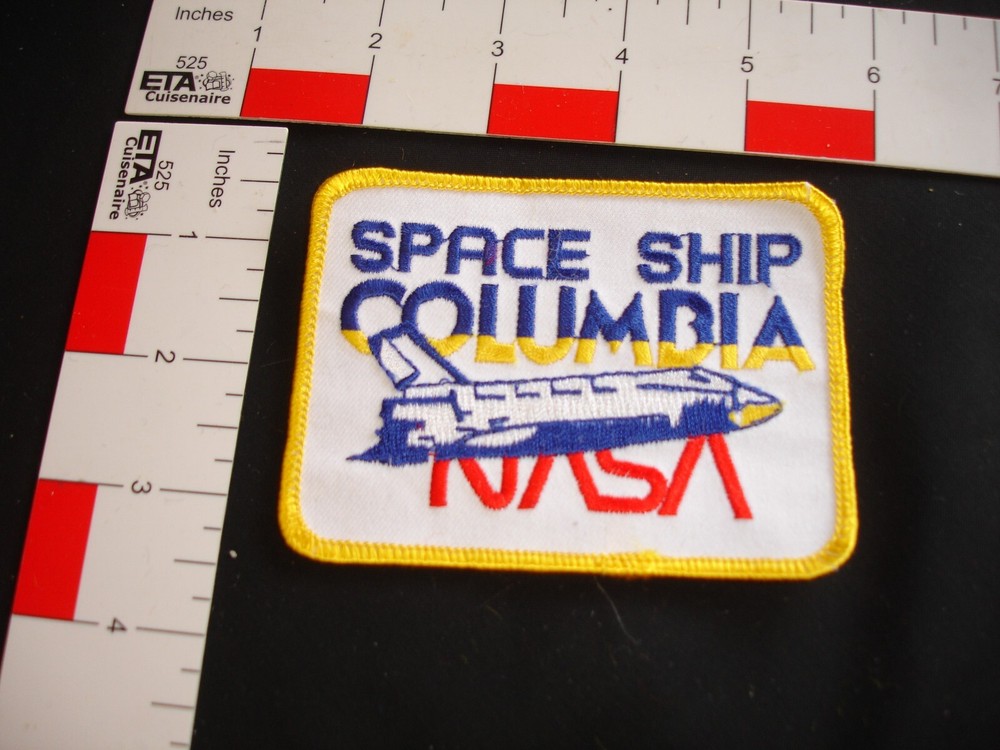 Inches
1 2 3 4 5 6 7
525
ETA
Cuisenaire
525
ETA
Cuisenaire
Inches
1
2
3
4
SPACE SHIP
COLUMBIA
NASA